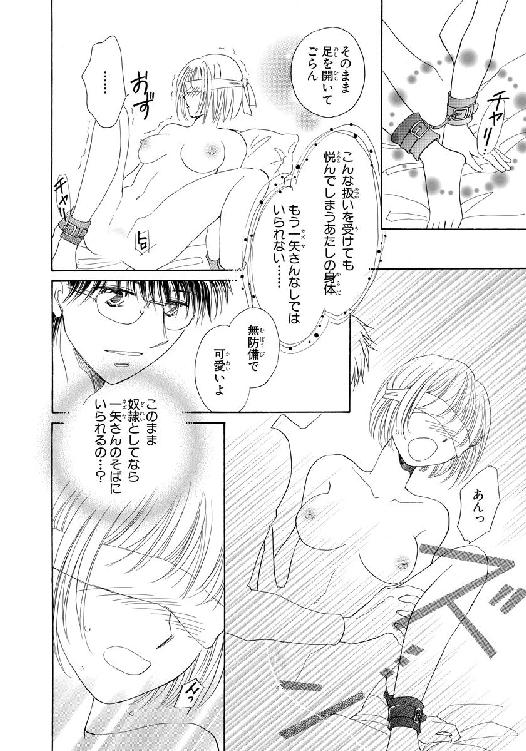 チャリ
そのまま
足を開いて
ごらん
おず
……
チャッ
こんな扱いを受けても
悦んでしまうあたしの身体
もう一矢さんなしでは
いられない……
無防備で
可愛いよ
あんっ
このまま
奴隷としてなら
一矢さんのそばに
いられるの…?